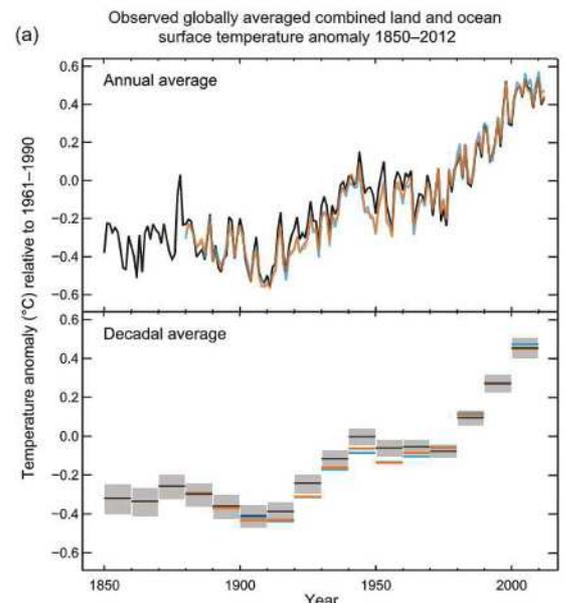 Observed globally averaged combined land and ocean
(a)
surface temperature anomaly 1850–2012
0.6
Annual average
0.4
0.2
0.0
−0.2
−0.4
−0.6
Temperature anomaly (°C) relative to 1961–1990
0.6
Decadal average
0.4
0.2
0.0
−0.2
−0.4
−0.6
1850
1900
1950
2000
Year